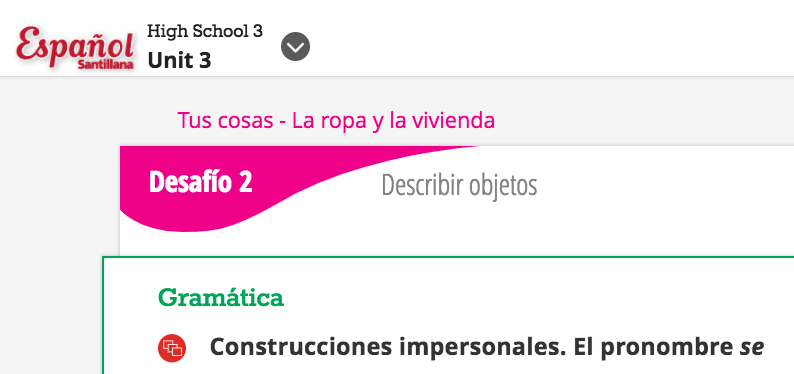 Español
Santillana
High School 3
Unit 3
Tus cosas - La ropa y la vivienda
Desafío 2
Describir objetos
Gramática
Construcciones impersonales. El pronombre se